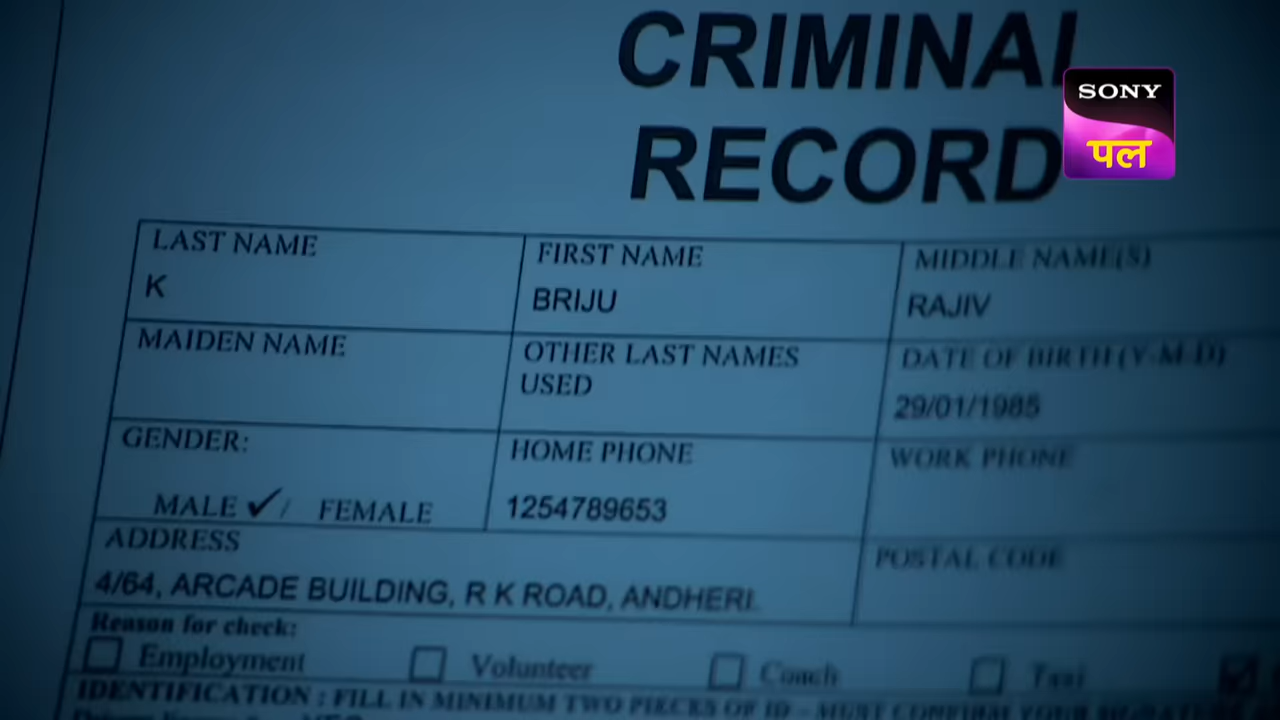 CRIMINAL
RECORD
SONY
पल
LAST NAME
K
FIRST NAME
BRIJU
MIDDLE NAME(S)
RAJIV
MAIDEN NAME
OTHER LAST NAMES
USED
DATE OF BIRTH (Y-M-D)
29/01/1985
GENDER:
MALE ✓/ FEMALE
HOME PHONE
1254789653
WORK PHONE
ADDRESS
4/64, ARCADE BUILDING, R K ROAD, ANDHERI.
POSTAL CODE
Reason for check:
Employment
Volunteer
Coach
Taxi
IDENTIFICATION : FILL IN MINIMUM TWO PIECES OF ID - MUST CONFIRM YOUR